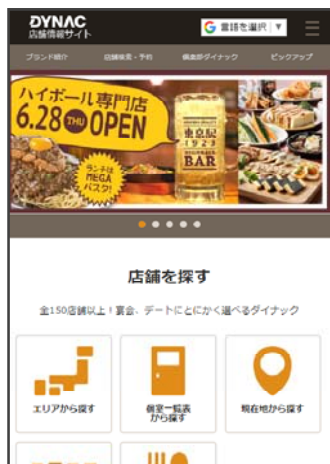 DYNAC
店舗情報サイト
G 言語を選択 ▼
ブランド紹介 店舗検索・予約 倶楽部ダイナック ピックアップ
ハイボール専門店
6.28 THU OPEN
ランチは
MEGA
パスタ!
東京
1923
BAR
店舗を探す
全150店舗以上!宴会、デートにとにかく選べるダイナック
エリアから探す
個室一覧表
から探す
現在地から探す